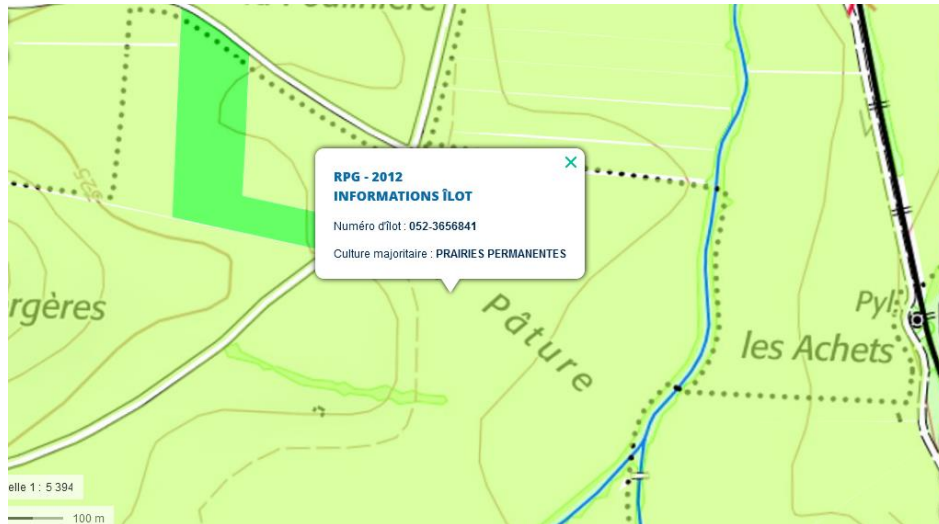 RPG - 2012
INFORMATIONS ÎLOT
Numéro d'îlot : 052-3656841
Culture majoritaire : PRAIRIES PERMANENTES
325
rgères
Pâture
Pyl.
les Achets
elle 1 : 5 394
100 m